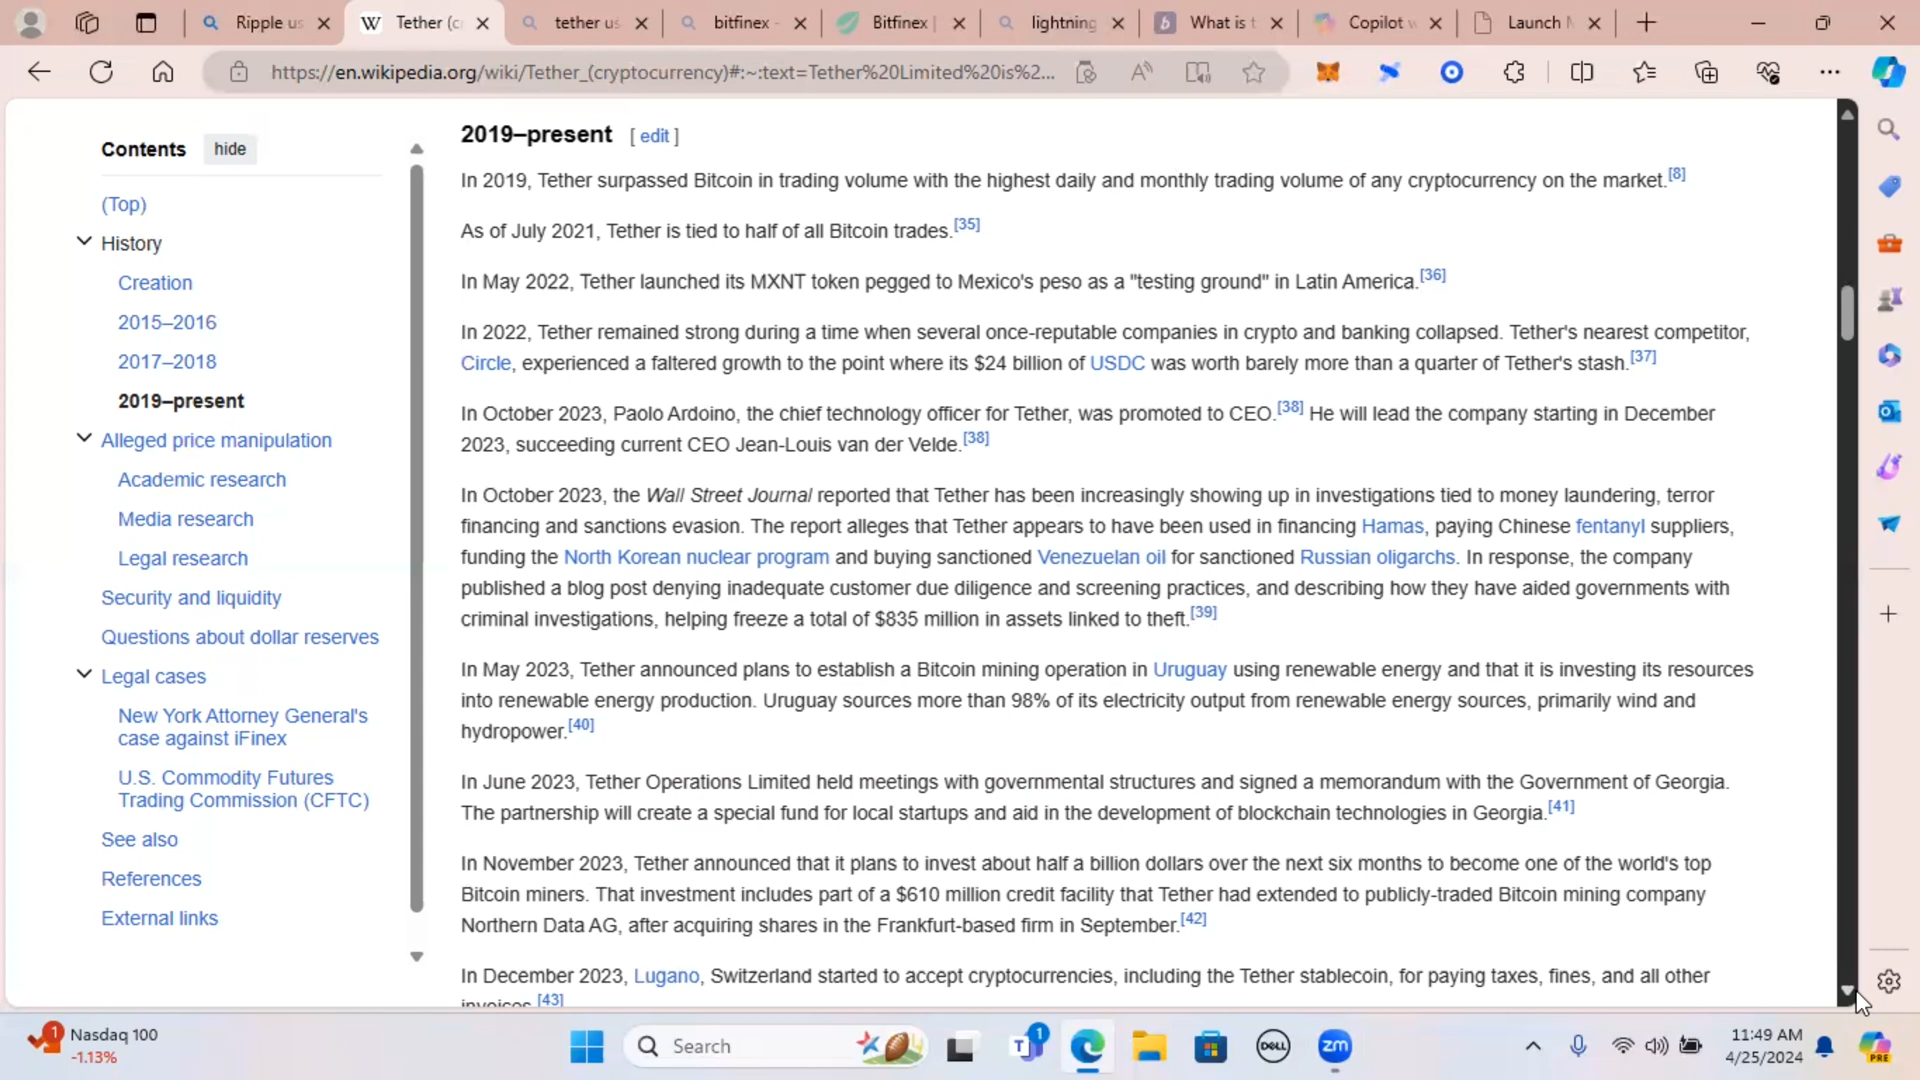 Ripple us
Tether (c
tether us
bitfinex -
Bitfinex |
lightning
What is t
Copilot w
Launch M
https://en.wikipedia.org/wiki/Tether_(cryptocurrency)#:~:text=Tether%20Limited%20is%2...
Contents hide
(Top)
History
Creation
2015–2016
2017–2018
2019–present
Alleged price manipulation
Academic research
Media research
Legal research
Security and liquidity
Questions about dollar reserves
Legal cases
New York Attorney General's
case against iFinex
U.S. Commodity Futures
Trading Commission (CFTC)
See also
References
External links
2019–present [ edit ]
In 2019, Tether surpassed Bitcoin in trading volume with the highest daily and monthly trading volume of any cryptocurrency on the market.[8]
As of July 2021, Tether is tied to half of all Bitcoin trades.[35]
In May 2022, Tether launched its MXNT token pegged to Mexico's peso as a "testing ground" in Latin America.[36]
In 2022, Tether remained strong during a time when several once-reputable companies in crypto and banking collapsed. Tether's nearest competitor,
Circle, experienced a faltered growth to the point where its $24 billion of USDC was worth barely more than a quarter of Tether's stash.[37]
In October 2023, Paolo Ardoino, the chief technology officer for Tether, was promoted to CEO.[38] He will lead the company starting in December
2023, succeeding current CEO Jean-Louis van der Velde.[38]
In October 2023, the Wall Street Journal reported that Tether has been increasingly showing up in investigations tied to money laundering, terror
financing and sanctions evasion. The report alleges that Tether appears to have been used in financing Hamas, paying Chinese fentanyl suppliers,
funding the North Korean nuclear program and buying sanctioned Venezuelan oil for sanctioned Russian oligarchs. In response, the company
published a blog post denying inadequate customer due diligence and screening practices, and describing how they have aided governments with
criminal investigations, helping freeze a total of $835 million in assets linked to theft.[39]
In May 2023, Tether announced plans to establish a Bitcoin mining operation in Uruguay using renewable energy and that it is investing its resources
into renewable energy production. Uruguay sources more than 98% of its electricity output from renewable energy sources, primarily wind and
hydropower.[40]
In June 2023, Tether Operations Limited held meetings with governmental structures and signed a memorandum with the Government of Georgia.
The partnership will create a special fund for local startups and aid in the development of blockchain technologies in Georgia.[41]
In November 2023, Tether announced that it plans to invest about half a billion dollars over the next six months to become one of the world's top
Bitcoin miners. That investment includes part of a $610 million credit facility that Tether had extended to publicly-traded Bitcoin mining company
Northern Data AG, after acquiring shares in the Frankfurt-based firm in September.[42]
In December 2023, Lugano, Switzerland started to accept cryptocurrencies, including the Tether stablecoin, for paying taxes, fines, and all other
invoices.[43]
1 Nasdaq 100
-1.13%
Search
T 1
DELL
zm
11:49 AM
4/25/2024
PRE